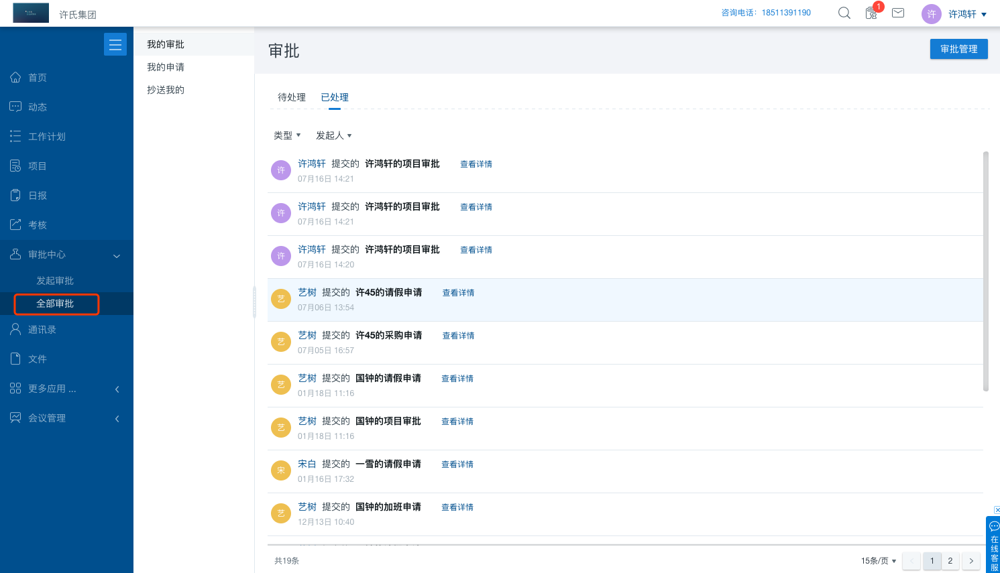 许氏集团
咨询电话：18511391190
1
许
许鸿轩
首页
动态
工作计划
项目
日报
考核
审批中心
发起审批
全部审批
通讯录
文件
更多应用 ...
会议管理
我的审批
我的申请
抄送我的
审批
审批管理
待处理 已处理
类型 发起人
许
许鸿轩 提交的 许鸿轩的项目审批 查看详情
07月16日 14:21
许
许鸿轩 提交的 许鸿轩的项目审批 查看详情
07月16日 14:21
许
许鸿轩 提交的 许鸿轩的项目审批 查看详情
07月16日 14:20
艺
艺树 提交的 许45的请假申请 查看详情
07月06日 13:54
艺
艺树 提交的 许45的采购申请 查看详情
07月05日 16:57
艺
艺树 提交的 国钟的请假申请 查看详情
01月18日 11:16
艺
艺树 提交的 国钟的项目审批 查看详情
01月18日 11:16
宋
宋白 提交的 一雪的请假申请 查看详情
01月16日 17:32
艺
艺树 提交的 国钟的加班申请 查看详情
12月13日 10:40
共19条
15条/页
1 2
在线客服